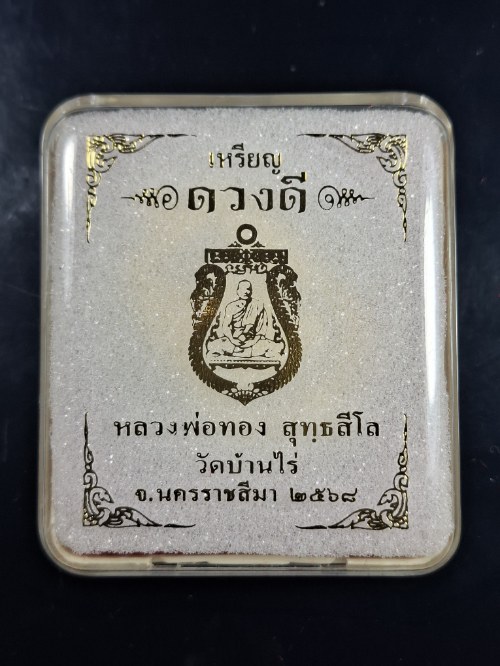 เหรียญ
ดวงดี
หลวงพ่อทอง สุทฺธสีโล
วัดบ้านไร่
จ.นครราชสีมา ๒๕๖๘